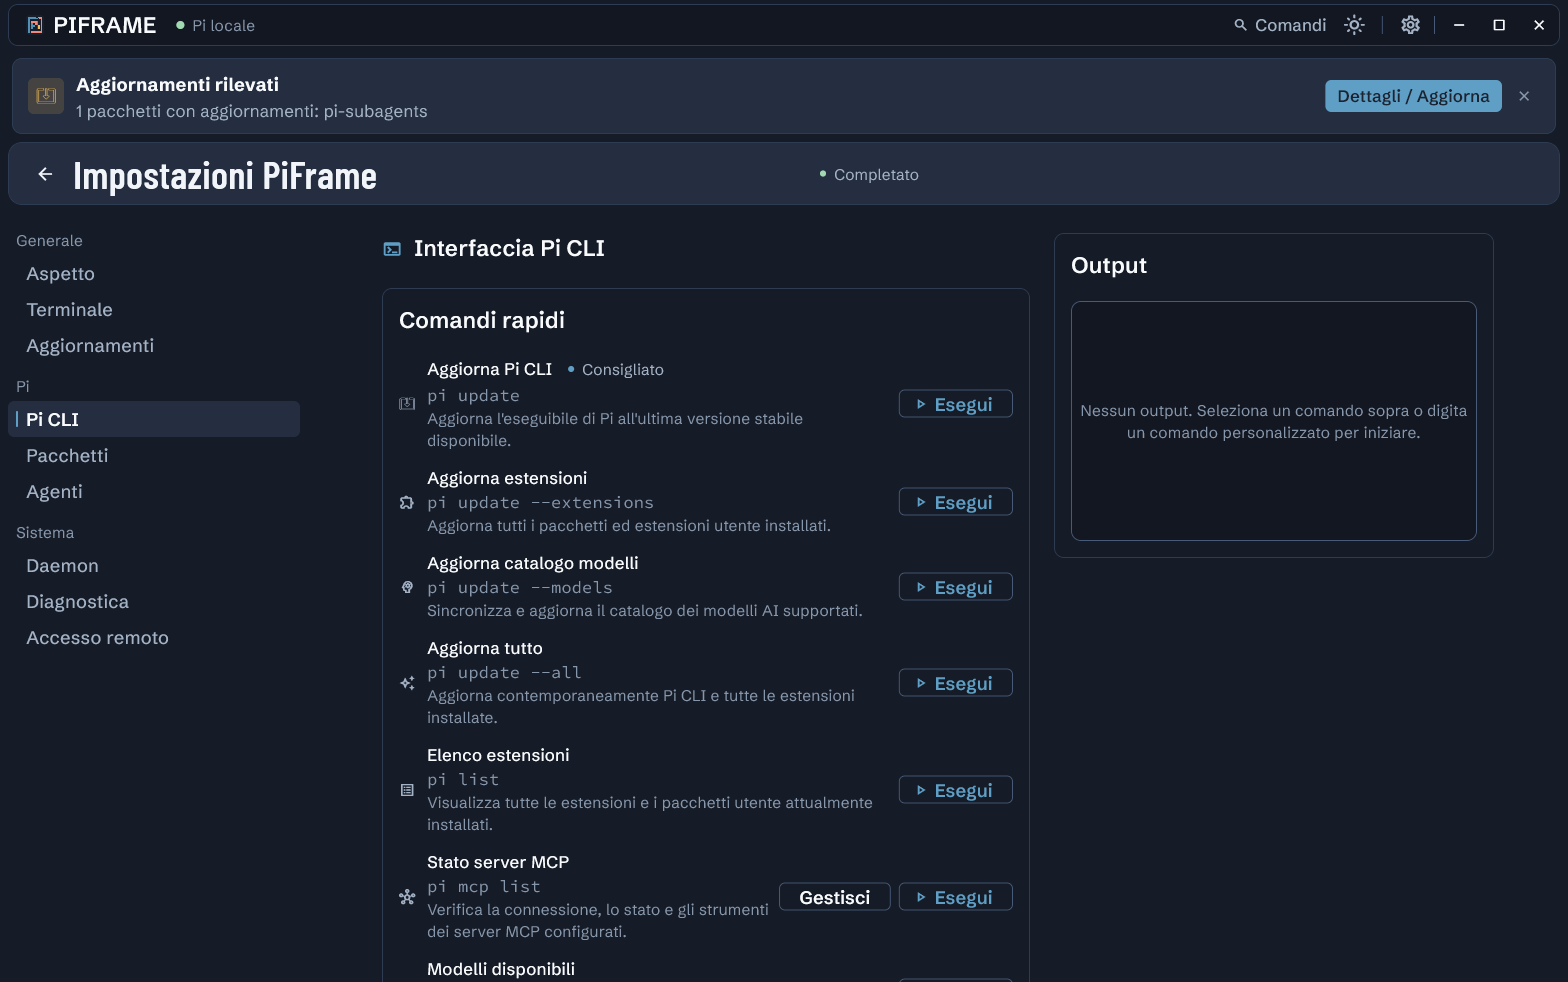 PIFRAME
Pi locale
Comandi
Aggiornamenti rilevati
1 pacchetti con aggiornamenti: pi-subagents
Dettagli / Aggiorna
Impostazioni PiFrame
Completato
Generale
Aspetto
Terminale
Aggiornamenti
Pi
Pi CLI
Pacchetti
Agenti
Sistema
Daemon
Diagnostica
Accesso remoto
Interfaccia Pi CLI
Comandi rapidi
Aggiorna Pi CLI
Consigliato
pi update
Aggiorna l'eseguibile di Pi all'ultima versione stabile
disponibile.
Esegui
Aggiorna estensioni
pi update --extensions
Aggiorna tutti i pacchetti ed estensioni utente installati.
Esegui
Aggiorna catalogo modelli
pi update --models
Sincronizza e aggiorna il catalogo dei modelli AI supportati.
Esegui
Aggiorna tutto
pi update --all
Aggiorna contemporaneamente Pi CLI e tutte le estensioni
installate.
Esegui
Elenco estensioni
pi list
Visualizza tutte le estensioni e i pacchetti utente attualmente
installati.
Esegui
Stato server MCP
pi mcp list
Verifica la connessione, lo stato e gli strumenti
dei server MCP configurati.
Gestisci
Esegui
Modelli disponibili
Output
Nessun output. Seleziona un comando sopra o digita
un comando personalizzato per iniziare.